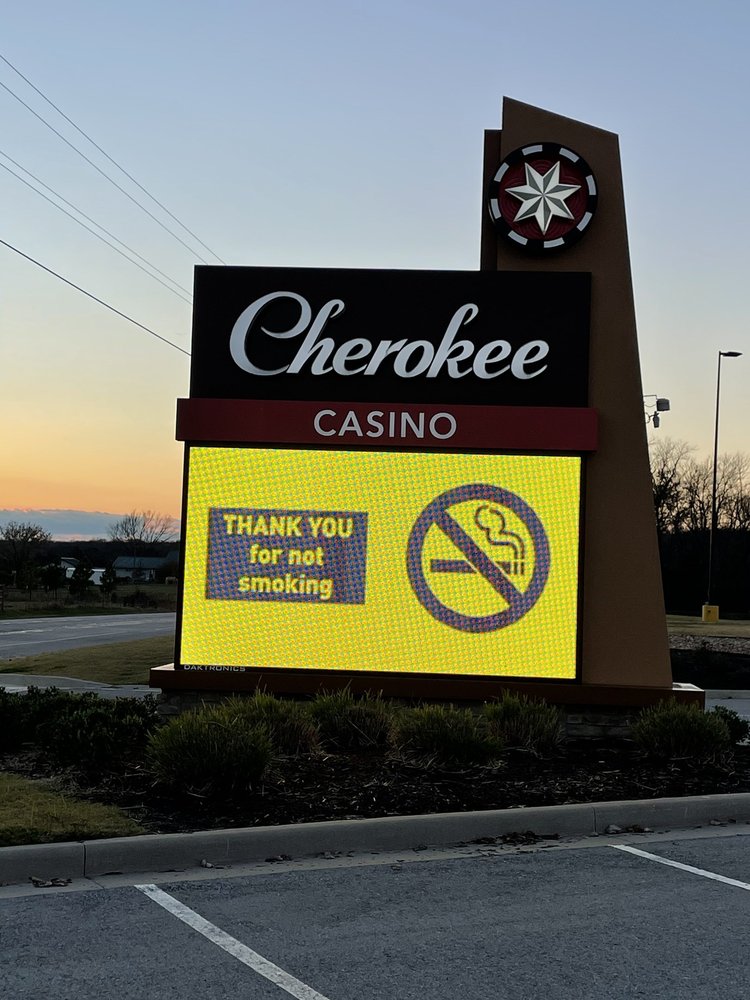 Cherokee
CASINO
THANK YOU
for not
smoking
DAKTRONICS